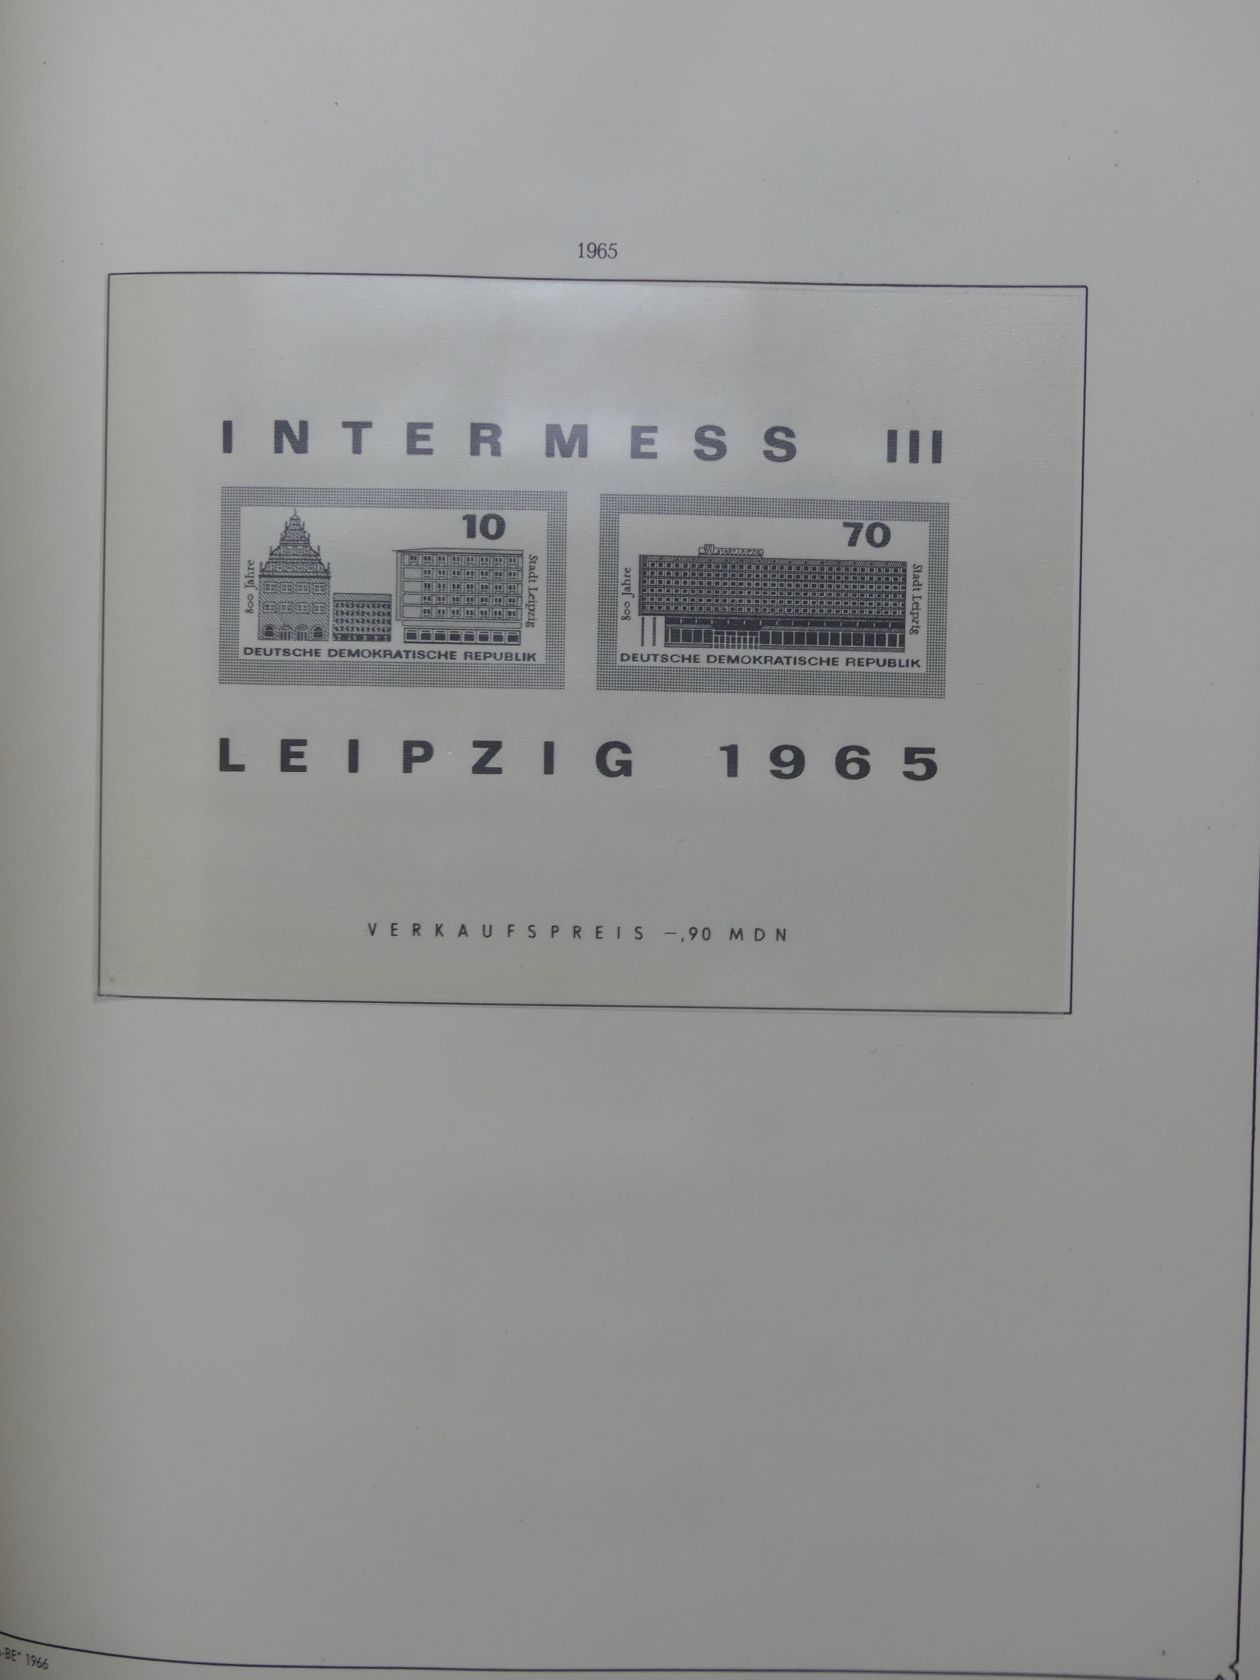 1965
INTERMESS III
10
800 Jahre
Stadt Leipzig
DEUTSCHE DEMOKRATISCHE REPUBLIK
70
800 Jahre
Stadt Leipzig
DEUTSCHE DEMOKRATISCHE REPUBLIK
LEIPZIG 1965
VERKAUFSPREIS –,90 MDN
-BE" 1966